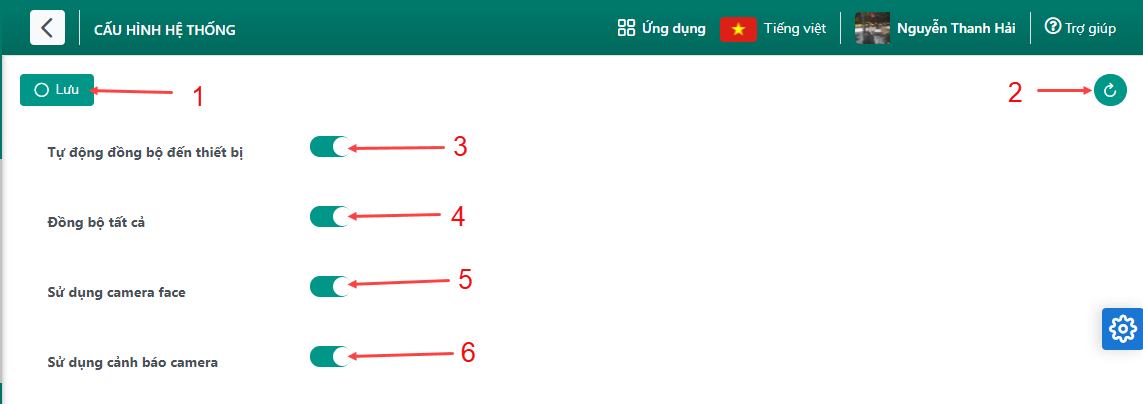 CẤU HÌNH HỆ THỐNG Ứng dụng Tiếng việt Nguyễn Thanh Hải Trợ giúp
Lưu 1 2
Tự động đồng bộ đến thiết bị 3
Đồng bộ tất cả 4
Sử dụng camera face 5
Sử dụng cảnh báo camera 6